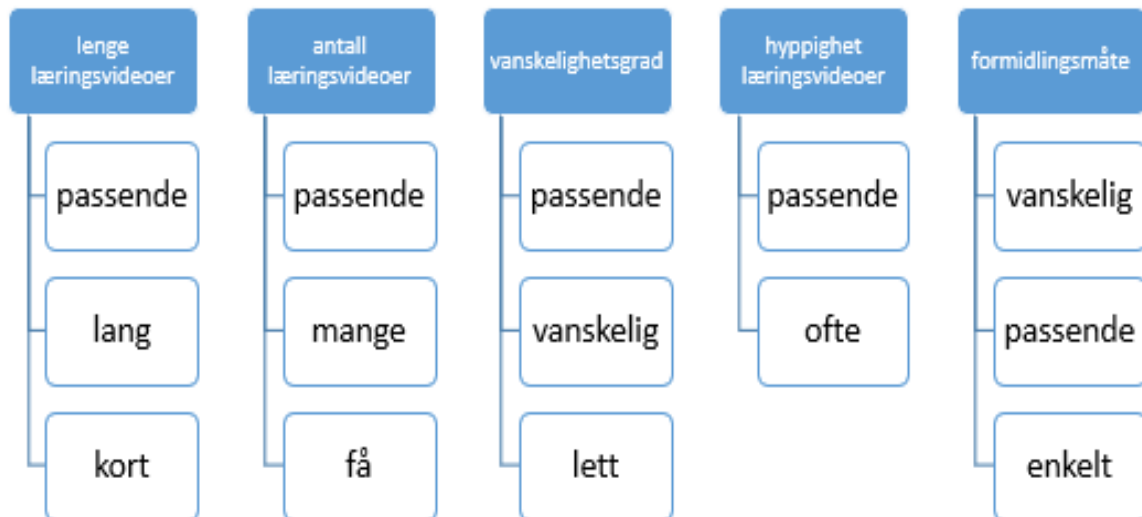 lenge
læringsvideoer
passende
lang
kort
antall
læringsvideoer
passende
mange
få
vanskelighetsgrad
passende
vanskelig
lett
hyppighet
læringsvideoer
passende
ofte
formidlingsmåte
vanskelig
passende
enkelt